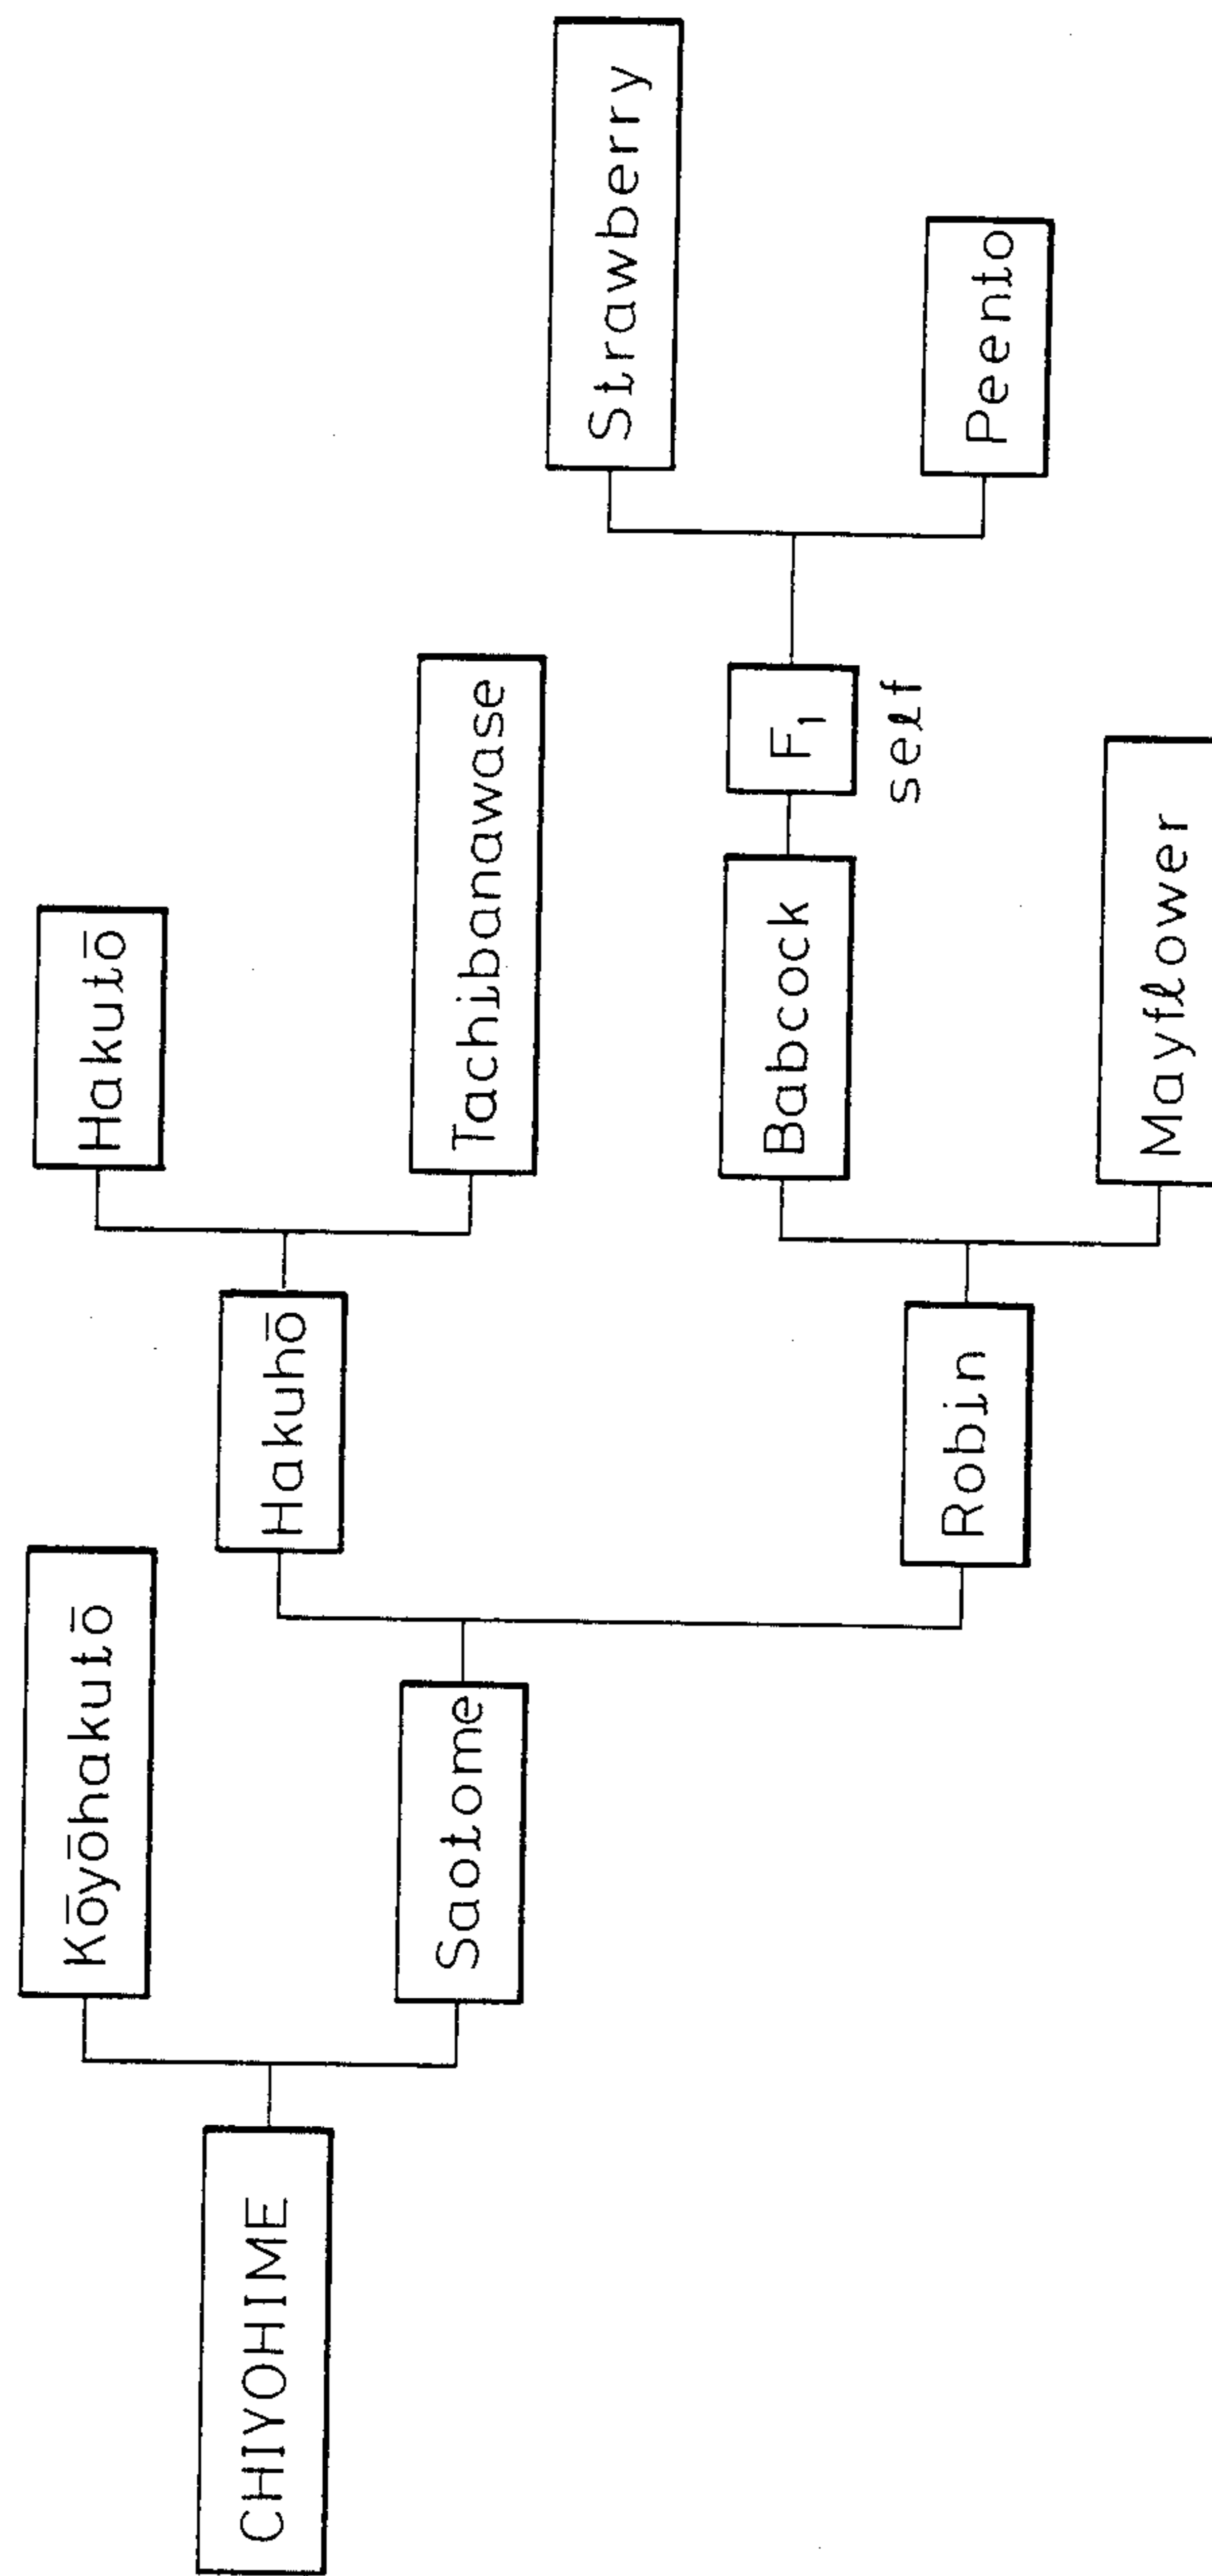 CHIYOHIME
Kōyōhakutō
Saotome
Hakuhō
Robin
Hakutō
Tachibanawase
Babcock
Mayflower
F₁
self
Strawberry
Peento